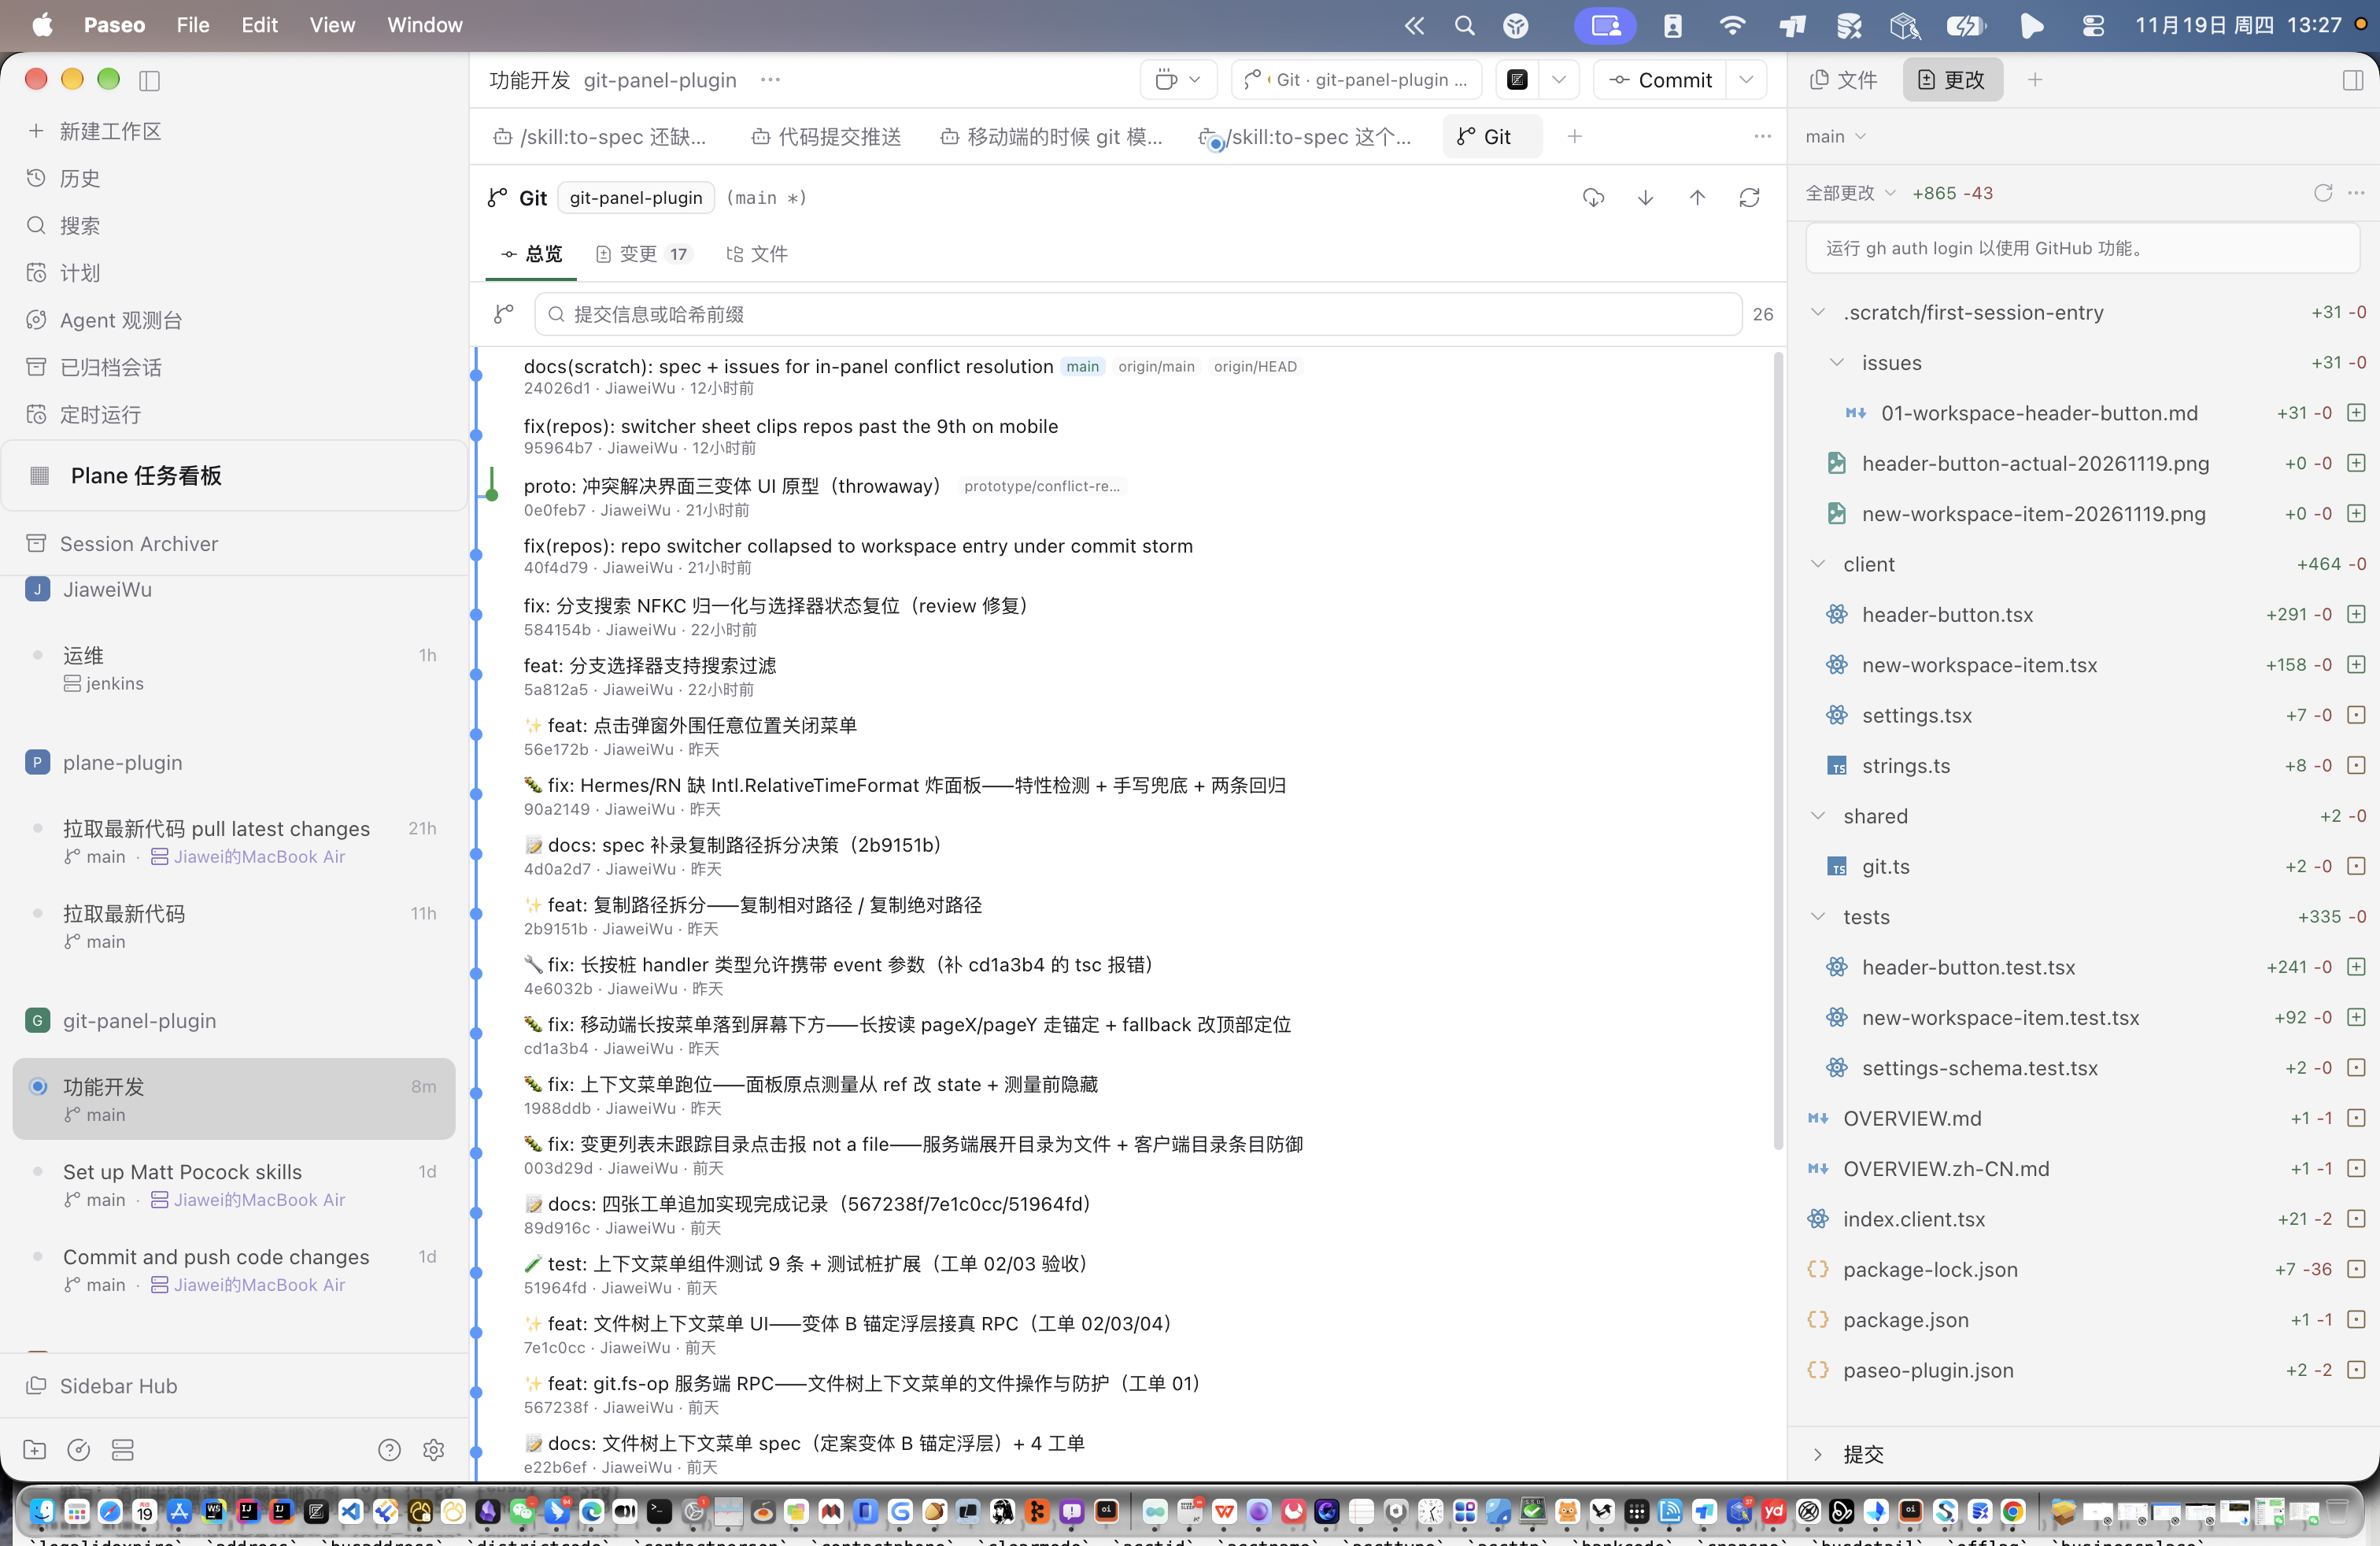 Paseo File Edit View Window 11月19日 周四 13:27
新建工作区
历史
搜索
计划
Agent 观测台
已归档会话
定时运行
Plane 任务看板
Session Archiver
J JiaweiWu
运维 1h
jenkins
P plane-plugin
拉取最新代码 pull latest changes 21h
main · Jiawei的MacBook Air
拉取最新代码 11h
main
G git-panel-plugin
功能开发 8m
main
Set up Matt Pocock skills 1d
main · Jiawei的MacBook Air
Commit and push code changes 1d
main · Jiawei的MacBook Air
Sidebar Hub
功能开发 git-panel-plugin ··· Git · git-panel-plugin ... Commit
/skill:to-spec 还缺... 代码提交推送 移动端的时候 git 模... /skill:to-spec 这个... Git
Git git-panel-plugin (main *)
总览 变更 17 文件
提交信息或哈希前缀 26
docs(scratch): spec + issues for in-panel conflict resolution main origin/main origin/HEAD
24026d1 · JiaweiWu · 12小时前
fix(repos): switcher sheet clips repos past the 9th on mobile
95964b7 · JiaweiWu · 12小时前
proto: 冲突解决界面三变体 UI 原型（throwaway） prototype/conflict-re...
0e0feb7 · JiaweiWu · 21小时前
fix(repos): repo switcher collapsed to workspace entry under commit storm
40f4d79 · JiaweiWu · 21小时前
fix: 分支搜索 NFKC 归一化与选择器状态复位（review 修复）
584154b · JiaweiWu · 22小时前
feat: 分支选择器支持搜索过滤
5a812a5 · JiaweiWu · 22小时前
✨ feat: 点击弹窗外围任意位置关闭菜单
56e172b · JiaweiWu · 昨天
🐛 fix: Hermes/RN 缺 Intl.RelativeTimeFormat 炸面板——特性检测 + 手写兜底 + 两条回归
90a2149 · JiaweiWu · 昨天
📝 docs: spec 补录复制路径拆分决策（2b9151b）
4d0a2d7 · JiaweiWu · 昨天
✨ feat: 复制路径拆分——复制相对路径 / 复制绝对路径
2b9151b · JiaweiWu · 昨天
🔧 fix: 长按桩 handler 类型允许携带 event 参数（补 cd1a3b4 的 tsc 报错）
4e6032b · JiaweiWu · 昨天
🐛 fix: 移动端长按菜单落到屏幕下方——长按读 pageX/pageY 走锚定 + fallback 改顶部定位
cd1a3b4 · JiaweiWu · 昨天
🐛 fix: 上下文菜单跑位——面板原点测量从 ref 改 state + 测量前隐藏
1988ddb · JiaweiWu · 昨天
🐛 fix: 变更列表未跟踪目录点击报 not a file——服务端展开目录为文件 + 客户端目录条目防御
003d29d · JiaweiWu · 前天
📝 docs: 四张工单追加实现完成记录（567238f/7e1c0cc/51964fd）
89d916c · JiaweiWu · 前天
🧪 test: 上下文菜单组件测试 9 条 + 测试桩扩展（工单 02/03 验收）
51964fd · JiaweiWu · 前天
✨ feat: 文件树上下文菜单 UI——变体 B 锚定浮层接真 RPC（工单 02/03/04）
7e1c0cc · JiaweiWu · 前天
✨ feat: git.fs-op 服务端 RPC——文件树上下文菜单的文件操作与防护（工单 01）
567238f · JiaweiWu · 前天
📝 docs: 文件树上下文菜单 spec（定案变体 B 锚定浮层）+ 4 工单
e22b6ef · JiaweiWu · 前天
文件 更改
main
全部更改 +865 -43
运行 gh auth login 以使用 GitHub 功能。
.scratch/first-session-entry +31 -0
issues +31 -0
01-workspace-header-button.md +31 -0
header-button-actual-20261119.png +0 -0
new-workspace-item-20261119.png +0 -0
client +464 -0
header-button.tsx +291 -0
new-workspace-item.tsx +158 -0
settings.tsx +7 -0
strings.ts +8 -0
shared +2 -0
git.ts +2 -0
tests +335 -0
header-button.test.tsx +241 -0
new-workspace-item.test.tsx +92 -0
settings-schema.test.tsx +2 -0
OVERVIEW.md +1 -1
OVERVIEW.zh-CN.md +1 -1
index.client.tsx +21 -2
package-lock.json +7 -36
package.json +1 -1
paseo-plugin.json +2 -2
提交